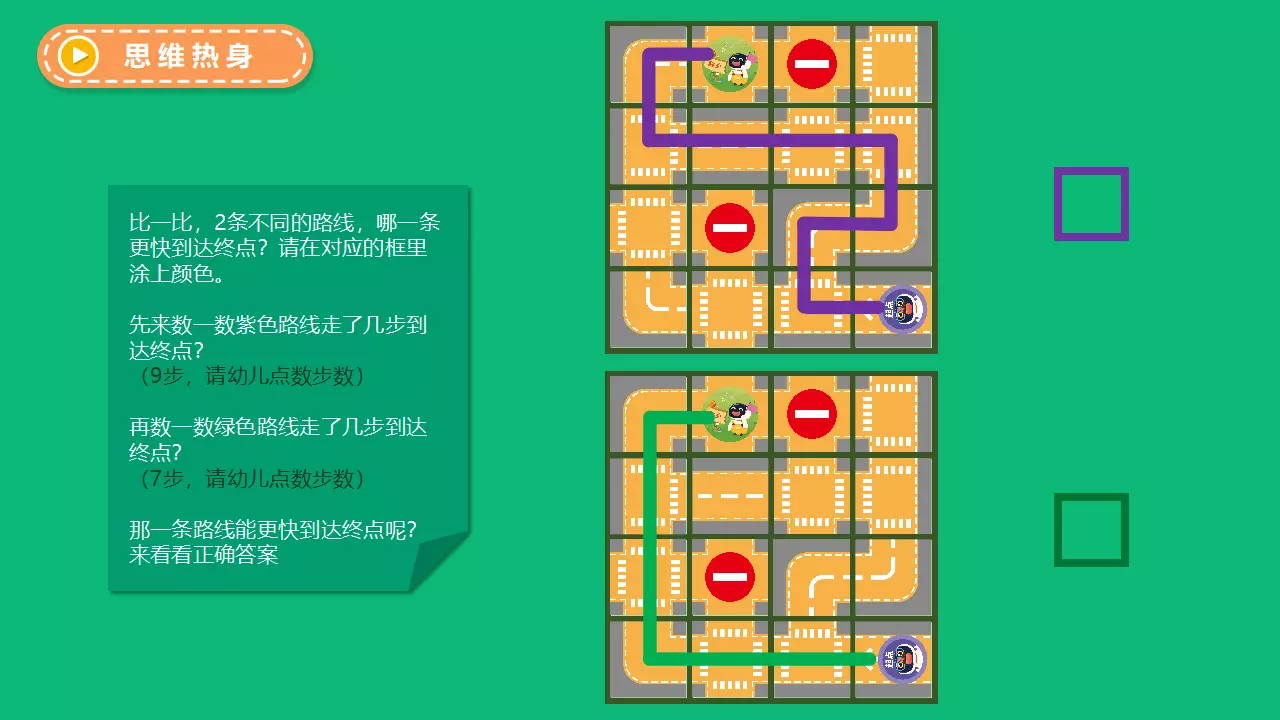 思维热身
比一比，2条不同的路线，哪一条
更快到达终点？请在对应的框里
涂上颜色。
先来数一数紫色路线走了几步到
达终点？
（9步，请幼儿点数步数）
再数一数绿色路线走了几步到达
终点？
（7步，请幼儿点数步数）
那一条路线能更快到达终点呢？
来看看正确答案
起点
起点